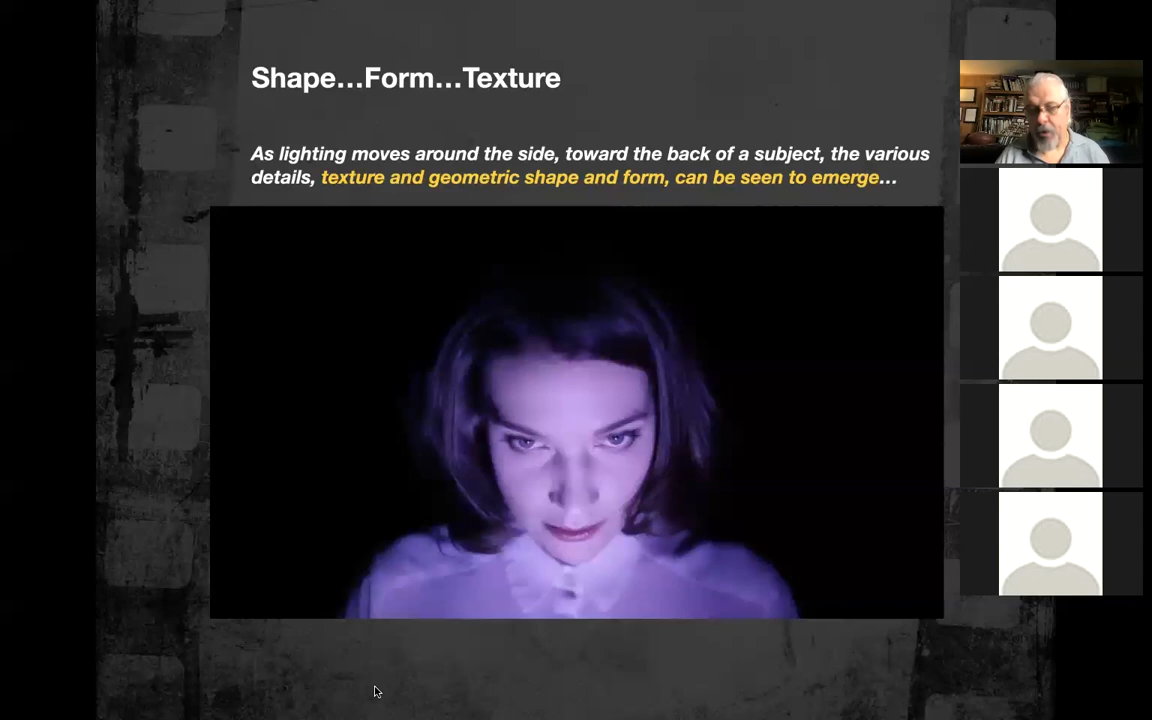 Shape...Form...Texture
As lighting moves around the side, toward the back of a subject, the various
details, texture and geometric shape and form, can be seen to emerge...